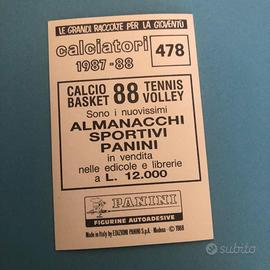 LE GRANDI RACCOLTE PER LA GIOVENTÙ
calciatori
1987-88
478
CALCIO 88 TENNIS
BASKET VOLLEY
Sono i nuovissimi
ALMANACCHI
SPORTIVI
PANINI
in vendita
nelle edicole e librerie
a L. 12.000
PANINI
FIGURINE AUTOADESIVE
Made in Italy by EDIZIONI PANINI S.p.A. - Modena - © 1988
subito